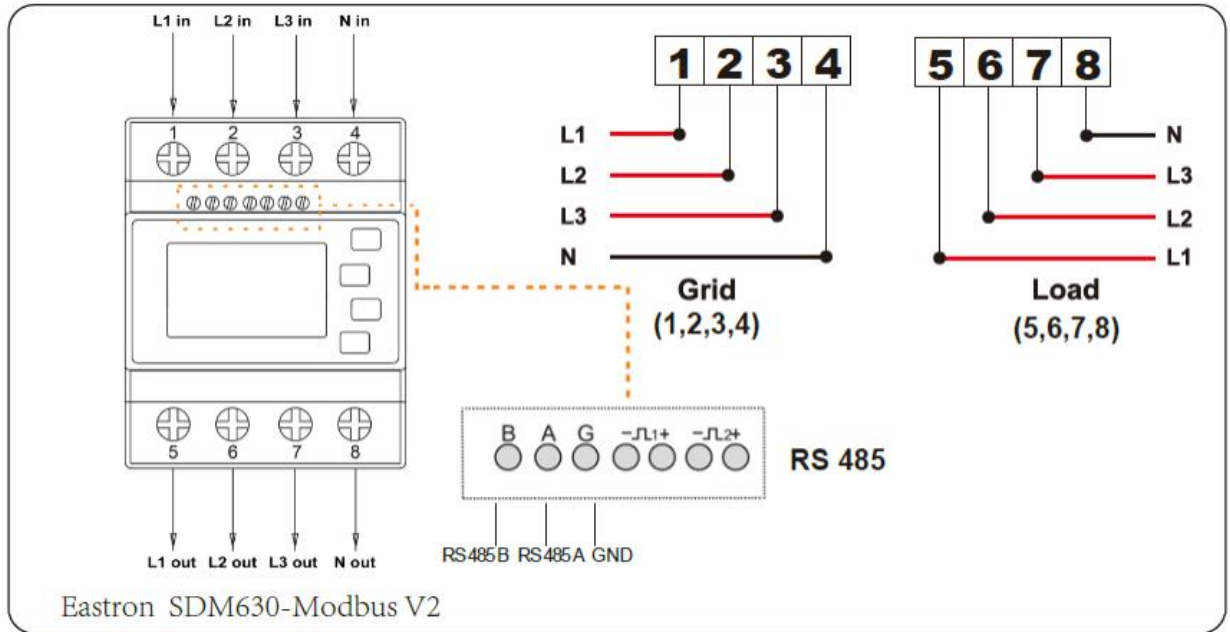 L1 in L2 in L3 in N in
1 2 3 4
1 2 3 4
5 6 7 8
L1
L2
L3
N
Grid
(1,2,3,4)
N
L3
L2
L1
Load
(5,6,7,8)
B A G - 1+ - 2+
RS 485
RS485B RS485A GND
5 6 7 8
L1 out L2 out L3 out N out
Eastron SDM630-Modbus V2